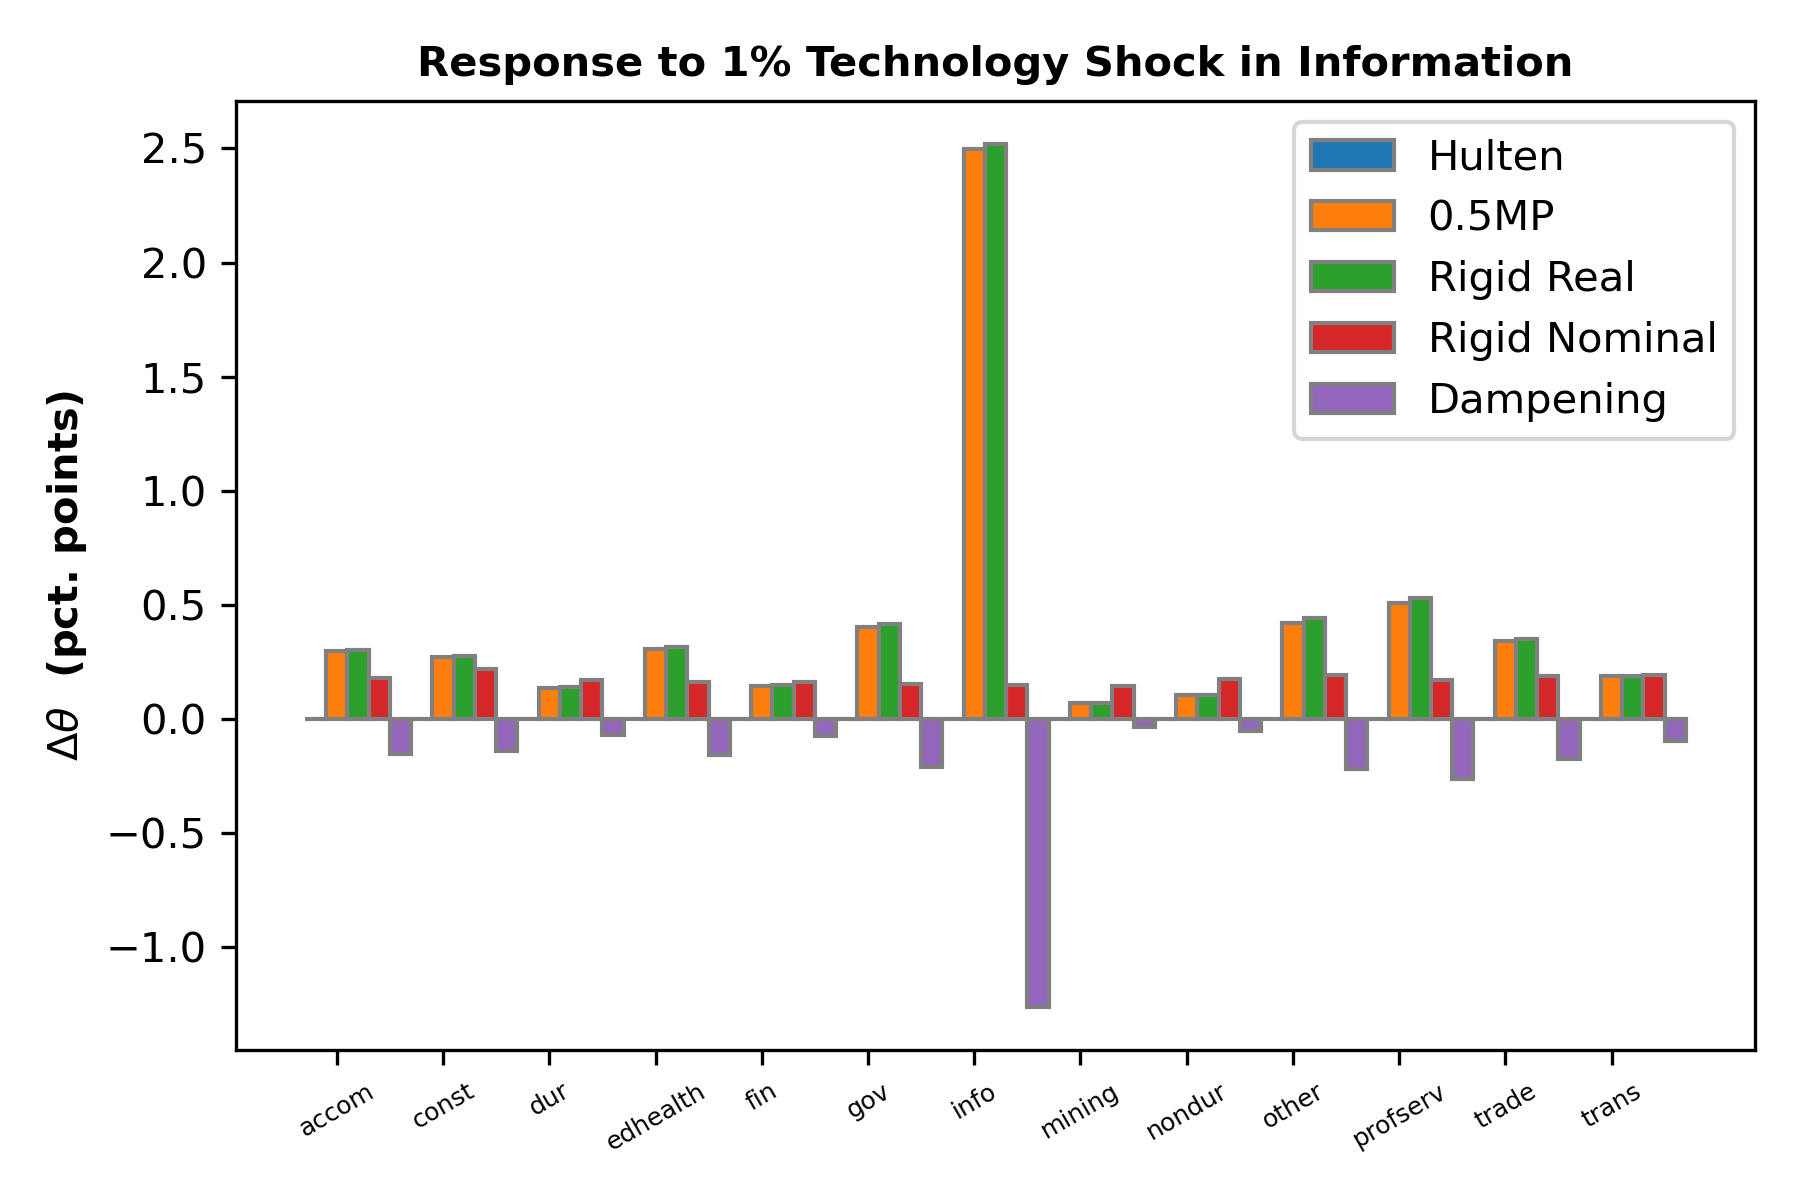 Response to 1% Technology Shock in Information
Δθ (pct. points)
2.5
2.0
1.5
1.0
0.5
0.0
−0.5
−1.0
Hulten
0.5MP
Rigid Real
Rigid Nominal
Dampening
accom
const
dur
edhealth
fin
gov
info
mining
nondur
other
profserv
trade
trans